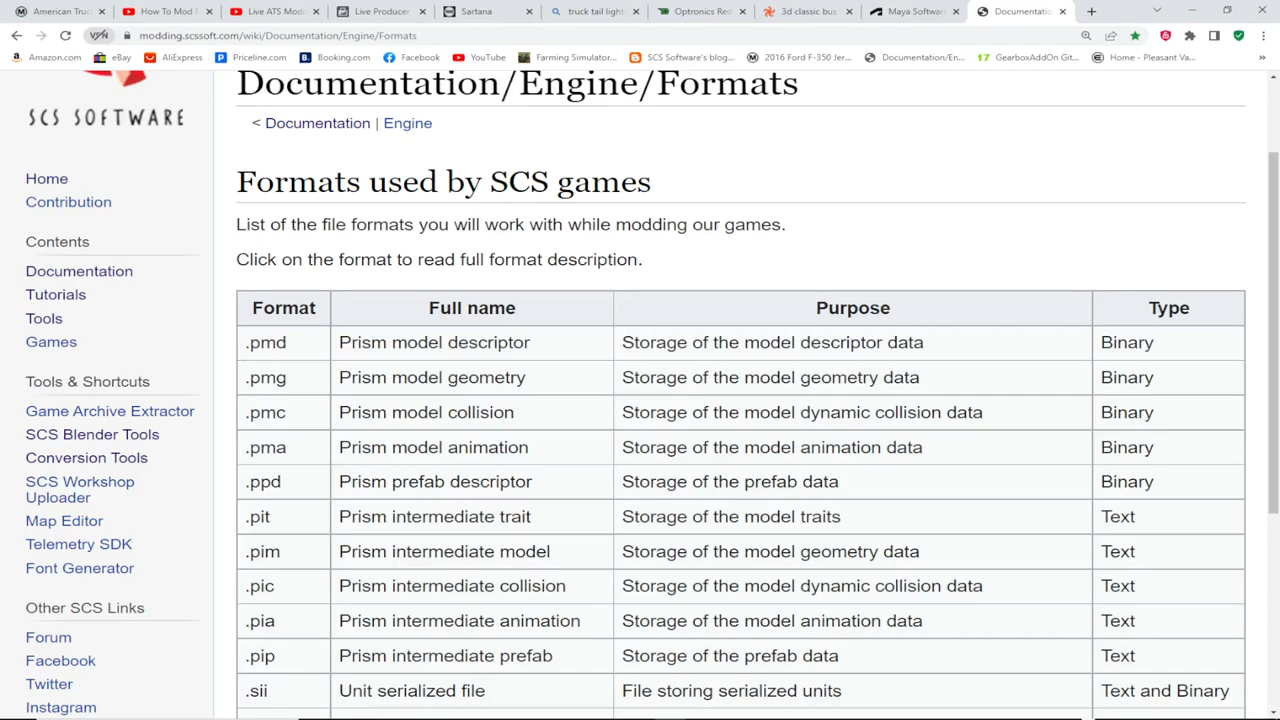 American Truc
How To Mod F
Live ATS Mode
Live Producer
Sartana
truck tail light
Optronics Red
3d classic bus
Maya Softwar
Documentatio
VPN
modding.scssoft.com/wiki/Documentation/Engine/Formats
Amazon.com
eBay
AliExpress
Priceline.com
Booking.com
Facebook
YouTube
Farming Simulator...
SCS Software's blog...
2016 Ford F-350 Jer...
Documentation/En...
GearboxAddOn Git...
Home - Pleasant Va...
»
SCS SOFTWARE
Home
Contribution
Contents
Documentation
Tutorials
Tools
Games
Tools & Shortcuts
Game Archive Extractor
SCS Blender Tools
Conversion Tools
SCS Workshop
Uploader
Map Editor
Telemetry SDK
Font Generator
Other SCS Links
Forum
Facebook
Twitter
Instagram
Documentation/Engine/Formats
< Documentation | Engine
Formats used by SCS games
List of the file formats you will work with while modding our games.
Click on the format to read full format description.
Format Full name Purpose Type
.pmd Prism model descriptor Storage of the model descriptor data Binary
.pmg Prism model geometry Storage of the model geometry data Binary
.pmc Prism model collision Storage of the model dynamic collision data Binary
.pma Prism model animation Storage of the model animation data Binary
.ppd Prism prefab descriptor Storage of the prefab data Binary
.pit Prism intermediate trait Storage of the model traits Text
.pim Prism intermediate model Storage of the model geometry data Text
.pic Prism intermediate collision Storage of the model dynamic collision data Text
.pia Prism intermediate animation Storage of the model animation data Text
.pip Prism intermediate prefab Storage of the prefab data Text
.sii Unit serialized file File storing serialized units Text and Binary